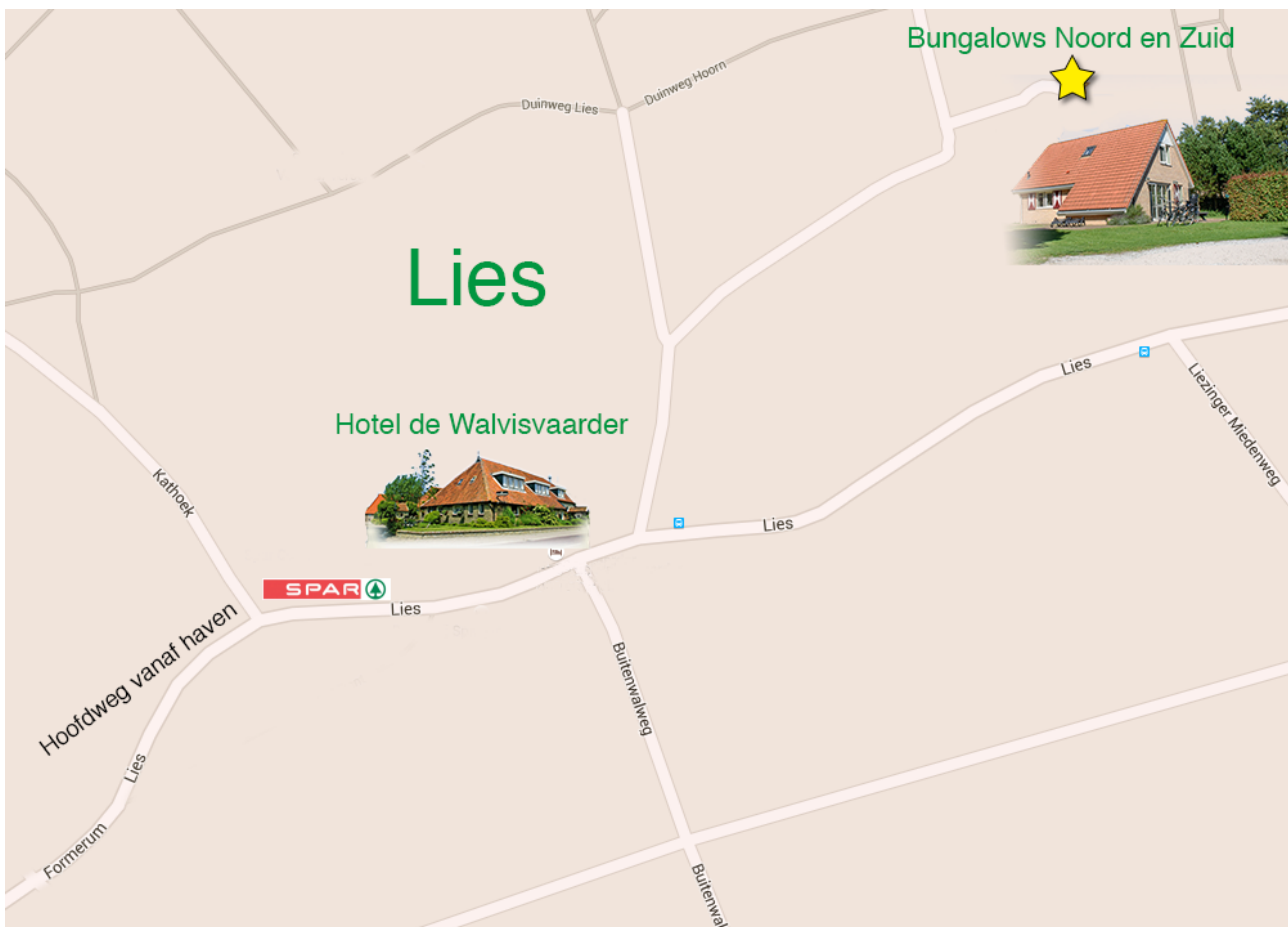 Bungalows Noord en Zuid
Duinweg Hoorn
Duinweg Lies
Lies
Lies
Liezinger Miedenweg
Hotel de Walvisvaarder
Kathoek
Lies
SPAR
Lies
Hoofdweg vanaf haven
Buitenwalweg
Lies
Formerum
Buitenwal